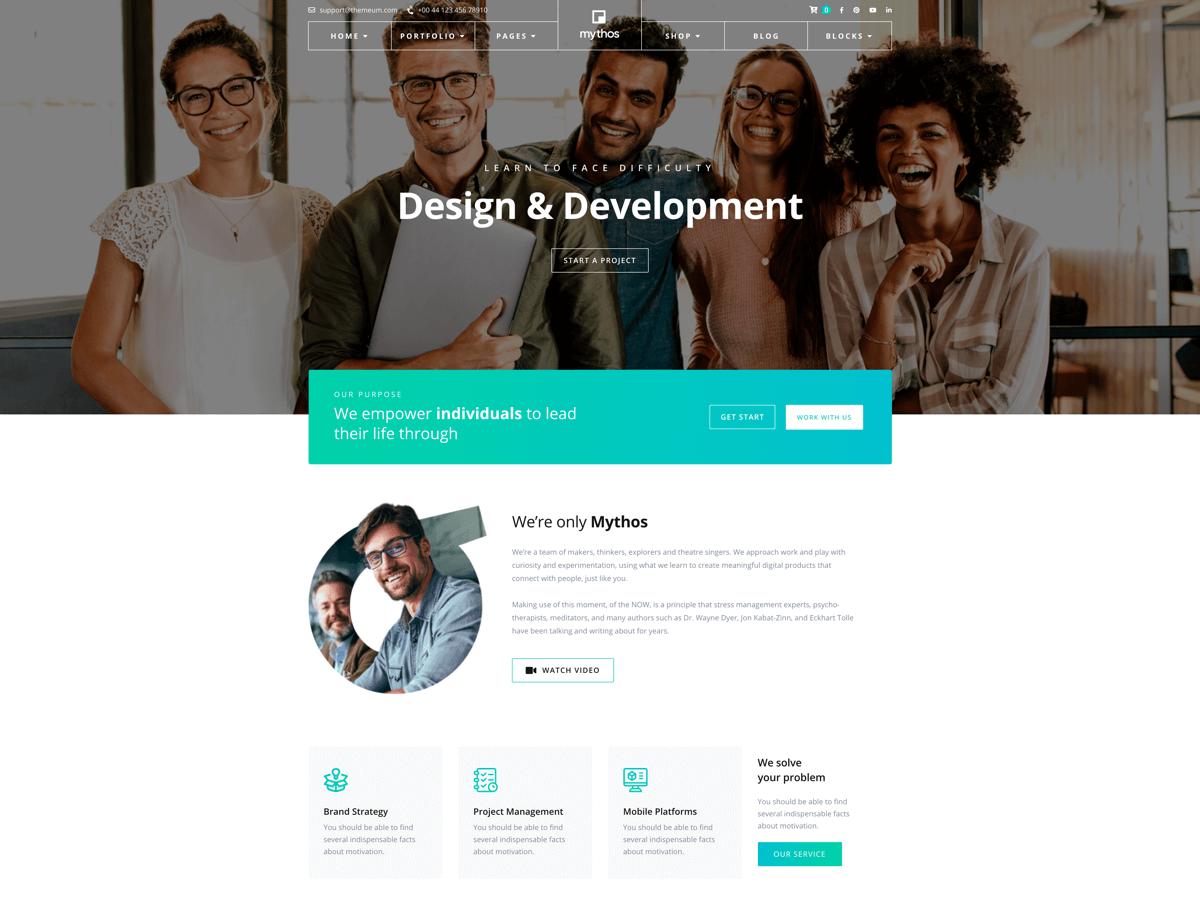 support@themeum.com +00 44 123 456 78910
0
HOME PORTFOLIO PAGES mythos SHOP BLOG BLOCKS
LEARN TO FACE DIFFICULTY
Design & Development
START A PROJECT
OUR PURPOSE
We empower individuals to lead
their life through
GET START WORK WITH US
We're only Mythos
We're a team of makers, thinkers, explorers and theatre singers. We approach work and play with
curiosity and experimentation, using what we learn to create meaningful digital products that
connect with people, just like you.
Making use of this moment, of the NOW, is a principle that stress management experts, psycho-
therapists, meditators, and many authors such as Dr. Wayne Dyer, Jon Kabat-Zinn, and Eckhart Tolle
have been talking and writing about for years.
WATCH VIDEO
Brand Strategy
You should be able to find
several indispensable facts
about motivation.
Project Management
You should be able to find
several indispensable facts
about motivation.
Mobile Platforms
You should be able to find
several indispensable facts
about motivation.
We solve
your problem
You should be able to find
several indispensable facts
about motivation.
OUR SERVICE